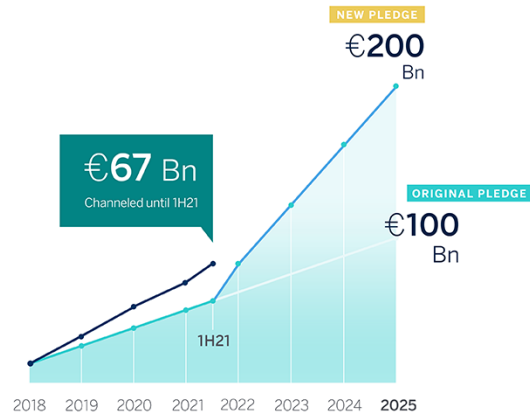 NEW PLEDGE
€200
Bn
€67 Bn
Channeled until 1H21
ORIGINAL PLEDGE
€100
Bn
1H21
2018 2019 2020 2021 2022 2023 2024 2025